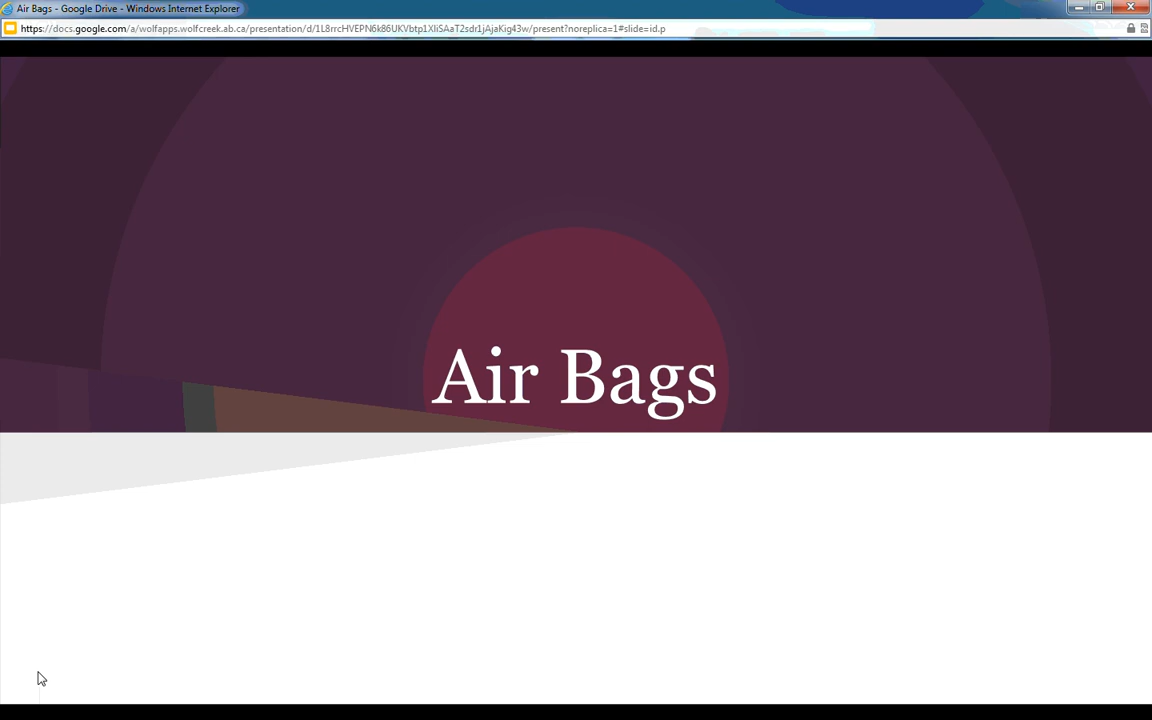 Air Bags - Google Drive - Windows Internet Explorer
https://docs.google.com/a/wolfapps.wolfcreek.ab.ca/presentation/d/1L8rrcHVEPN6k86UKVbtp1XIiSAaT2sdr1jAjaKig43w/present?noreplica=1#slide=id.p
Air Bags